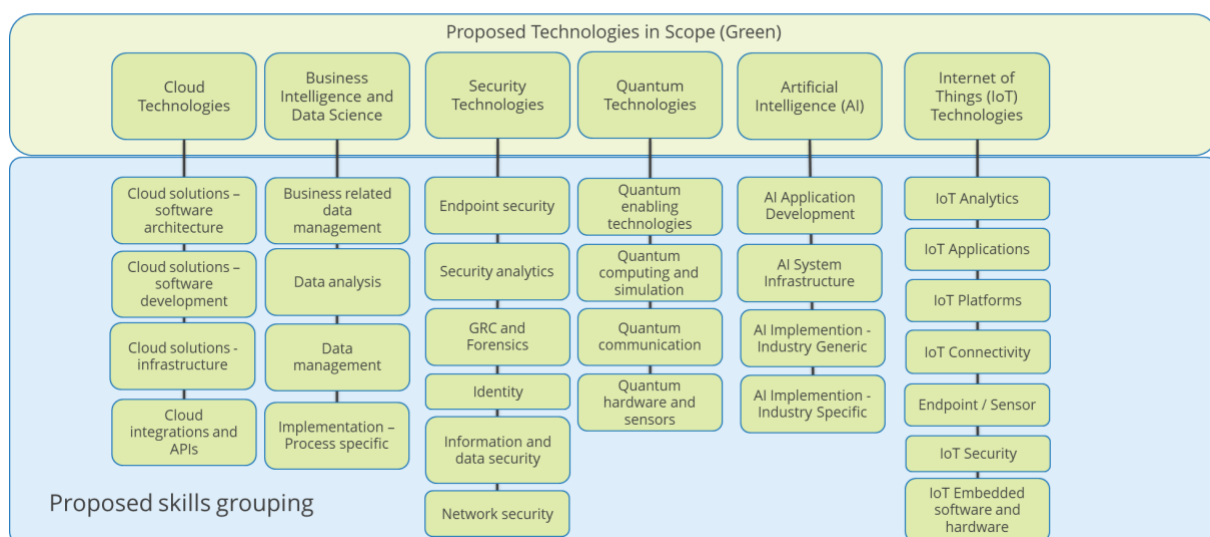 Proposed Technologies in Scope (Green)
Cloud
Technologies
Business
Intelligence and
Data Science
Security
Technologies
Quantum
Technologies
Artificial
Intelligence (AI)
Internet of
Things (IoT)
Technologies
Cloud solutions –
software
architecture
Cloud solutions –
software
development
Cloud solutions -
infrastructure
Cloud
integrations and
APIs
Business related
data
management
Data analysis
Data
management
Implementation –
Process specific
Endpoint security
Security analytics
GRC and
Forensics
Identity
Information and
data security
Network security
Quantum
enabling
technologies
Quantum
computing and
simulation
Quantum
communication
Quantum
hardware and
sensors
AI Application
Development
AI System
Infrastructure
AI Implemention -
Industry Generic
AI Implemention -
Industry Specific
IoT Analytics
IoT Applications
IoT Platforms
IoT Connectivity
Endpoint / Sensor
IoT Security
IoT Embedded
software and
hardware
Proposed skills grouping